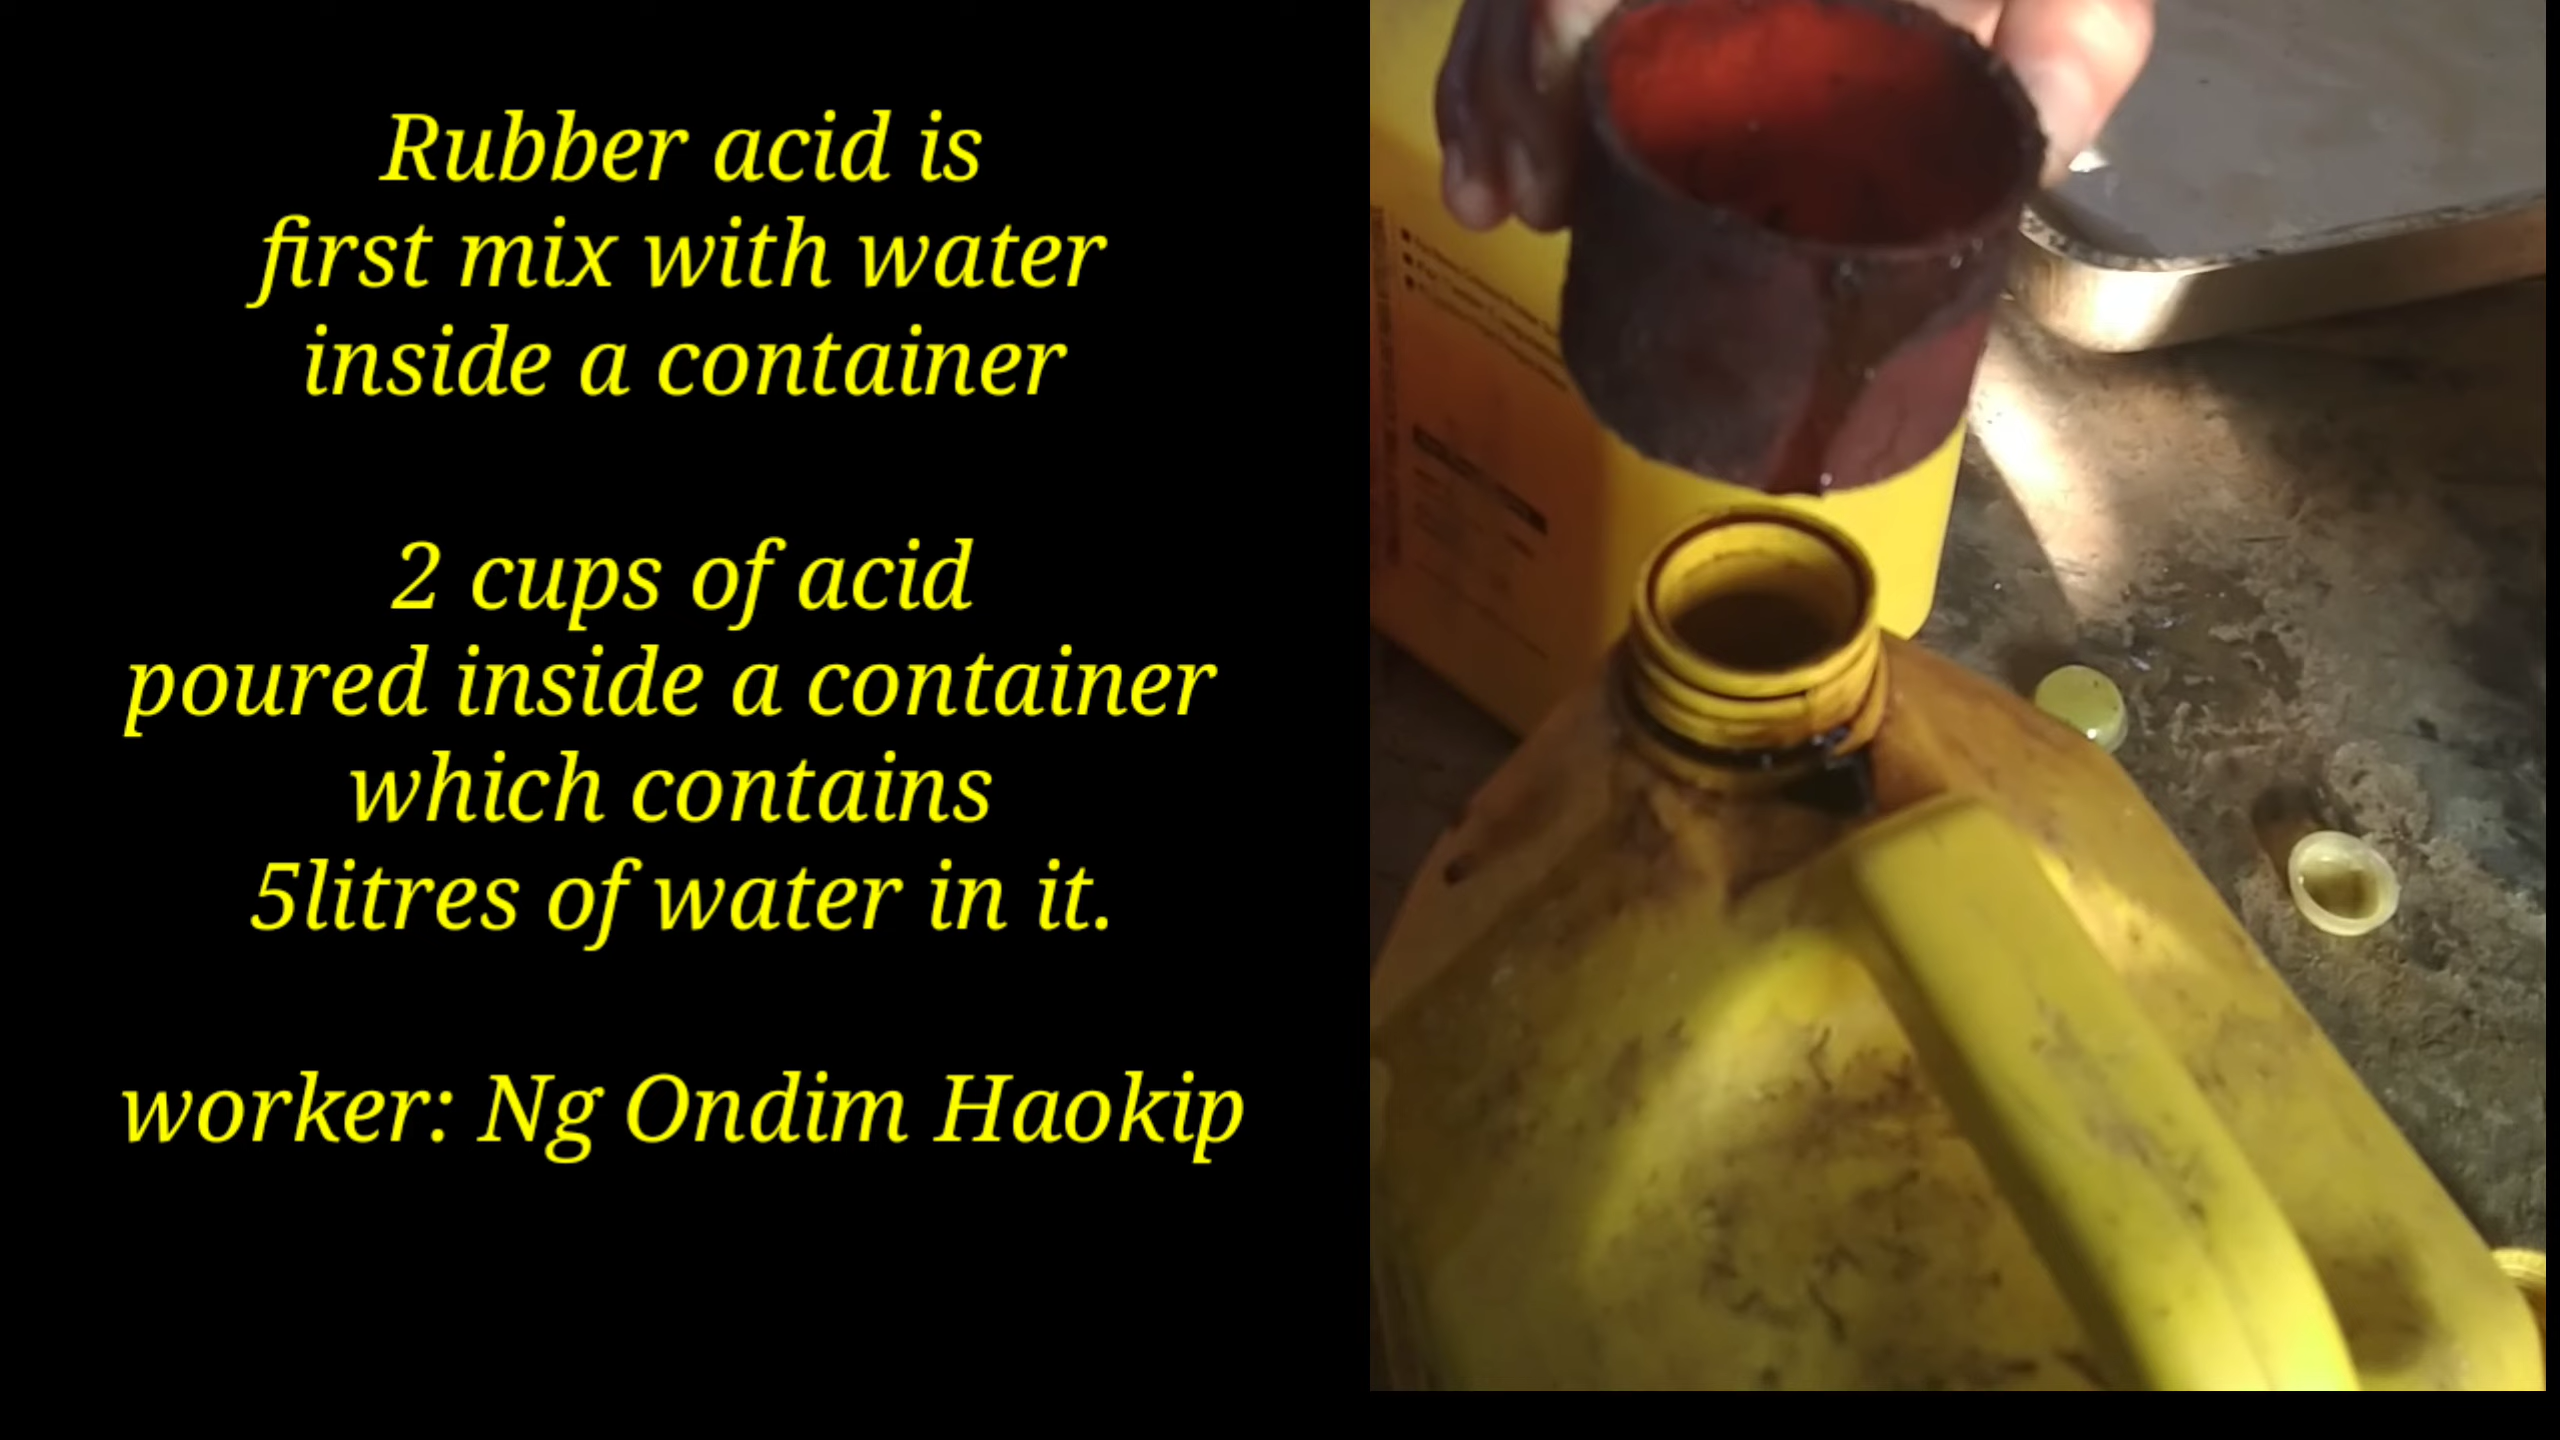 Rubber acid is
first mix with water
inside a container
2 cups of acid
poured inside a container
which contains
5litres of water in it.
worker: Ng Ondim Haokip